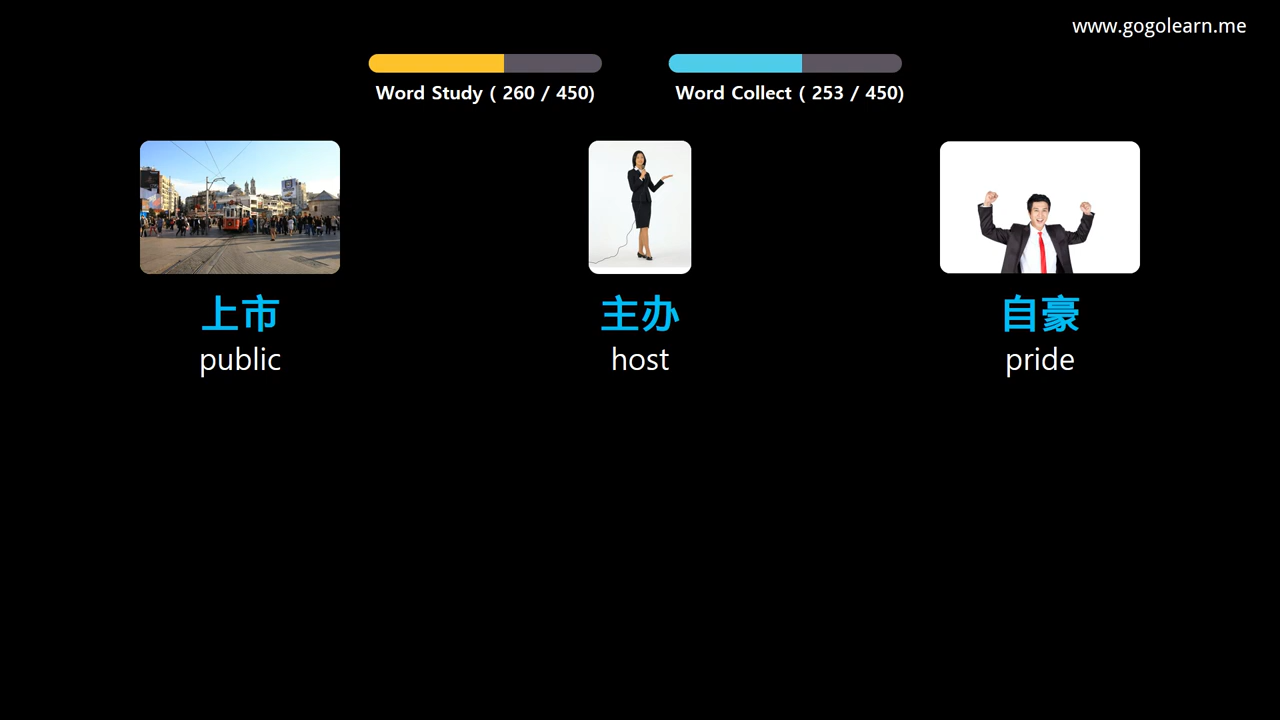 www.gogolearn.me
Word Study ( 260 / 450)
Word Collect ( 253 / 450)
上市
public
主办
host
自豪
pride